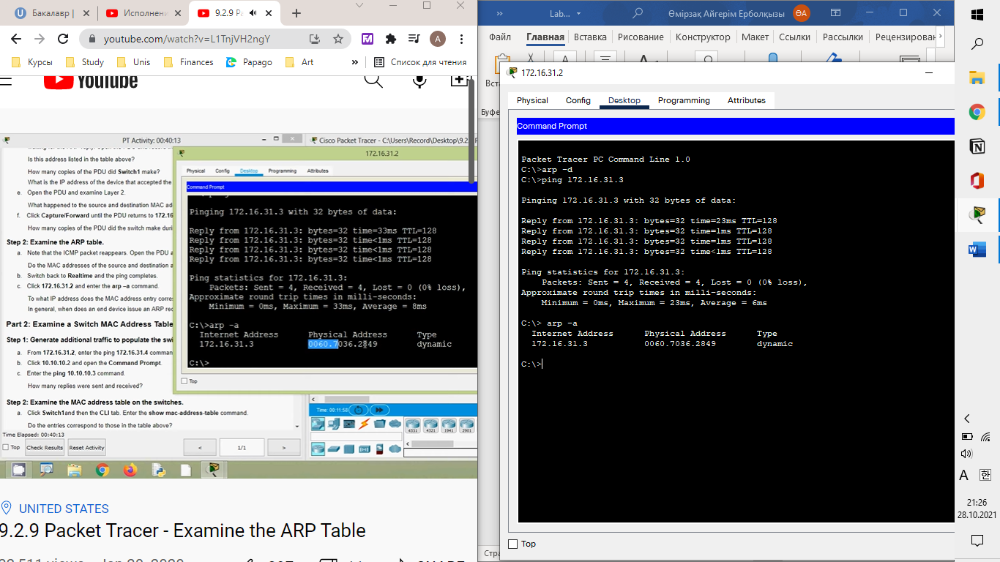 Бакалавр |
Исполнени
9.2.9 Pa
youtube.com/watch?v=L1TnjVH2ngY
A
Курсы
Study
Unis
Finances
Papago
Art
»
Список для чтения
YouTube
PT Activity: 00:40:13
Cisco Packet Tracer - C:\Users\Record\Desktop\9.2.
Is this address listed in the table above?
How many copies of the PDU did Switch1 make?
What is the IP address of the device that accepted the
e. Open the PDU and examine Layer 2.
What happened to the source and destination MAC ad
f. Click Capture/Forward until the PDU returns to 172.16
How many copies of the PDU did the switch make duri
Step 2: Examine the ARP table.
a. Note that the ICMP packet reappears. Open the PDU a
Do the MAC addresses of the source and destination a
b. Switch back to Realtime and the ping completes.
c. Click 172.16.31.2 and enter the arp –a command.
To what IP address does the MAC address entry corre
In general, when does an end device issue an ARP rec
Part 2: Examine a Switch MAC Address Table
Step 1: Generate additional traffic to populate the swi
a. From 172.16.31.2, enter the ping 172.16.31.4 command
b. Click 10.10.10.2 and open the Command Prompt.
c. Enter the ping 10.10.10.3 command.
How many replies were sent and received?
Step 2: Examine the MAC address table on the switches.
a. Click Switch1and then the CLI tab. Enter the show mac-address-table command.
Do the entries correspond to those in the table above?
Time Elapsed: 00:40:13
Top
Check Results
Reset Activity
<
1/1
>
172.16.31.2
Physical Config Desktop Programming Attributes
Command Prompt
Pinging 172.16.31.3 with 32 bytes of data:
Reply from 172.16.31.3: bytes=32 time=33ms TTL=128
Reply from 172.16.31.3: bytes=32 time<1ms TTL=128
Reply from 172.16.31.3: bytes=32 time<1ms TTL=128
Reply from 172.16.31.3: bytes=32 time<1ms TTL=128
Ping statistics for 172.16.31.3:
Packets: Sent = 4, Received = 4, Lost = 0 (0% loss),
Approximate round trip times in milli-seconds:
Minimum = 0ms, Maximum = 33ms, Average = 8ms
C:\>arp -a
Internet Address Physical Address Type
172.16.31.3 0060.7036.2849 dynamic
C:\>
Top
Time: 00:11:58
4331 4321 1941 2901
UNITED STATES
9.2.9 Packet Tracer - Examine the ARP Table
»
Lab...
Өмірзақ Айгерім Ерболқызы
ӨА
Файл
Главная
Вставка
Рисование
Конструктор
Макет
Ссылки
Рассылки
Рецензирован
Вст
Буфе
172.16.31.2
Physical
Config
Desktop
Programming
Attributes
Command Prompt
Packet Tracer PC Command Line 1.0
C:\>arp -d
C:\>ping 172.16.31.3
Pinging 172.16.31.3 with 32 bytes of data:
Reply from 172.16.31.3: bytes=32 time=23ms TTL=128
Reply from 172.16.31.3: bytes=32 time=1ms TTL=128
Reply from 172.16.31.3: bytes=32 time=1ms TTL=128
Reply from 172.16.31.3: bytes=32 time<1ms TTL=128
Ping statistics for 172.16.31.3:
Packets: Sent = 4, Received = 4, Lost = 0 (0% loss),
Approximate round trip times in milli-seconds:
Minimum = 0ms, Maximum = 23ms, Average = 6ms
C:\> arp -a
Internet Address Physical Address Type
172.16.31.3 0060.7036.2849 dynamic
C:\>
Top
Стра
A
한
21:26
28.10.2021